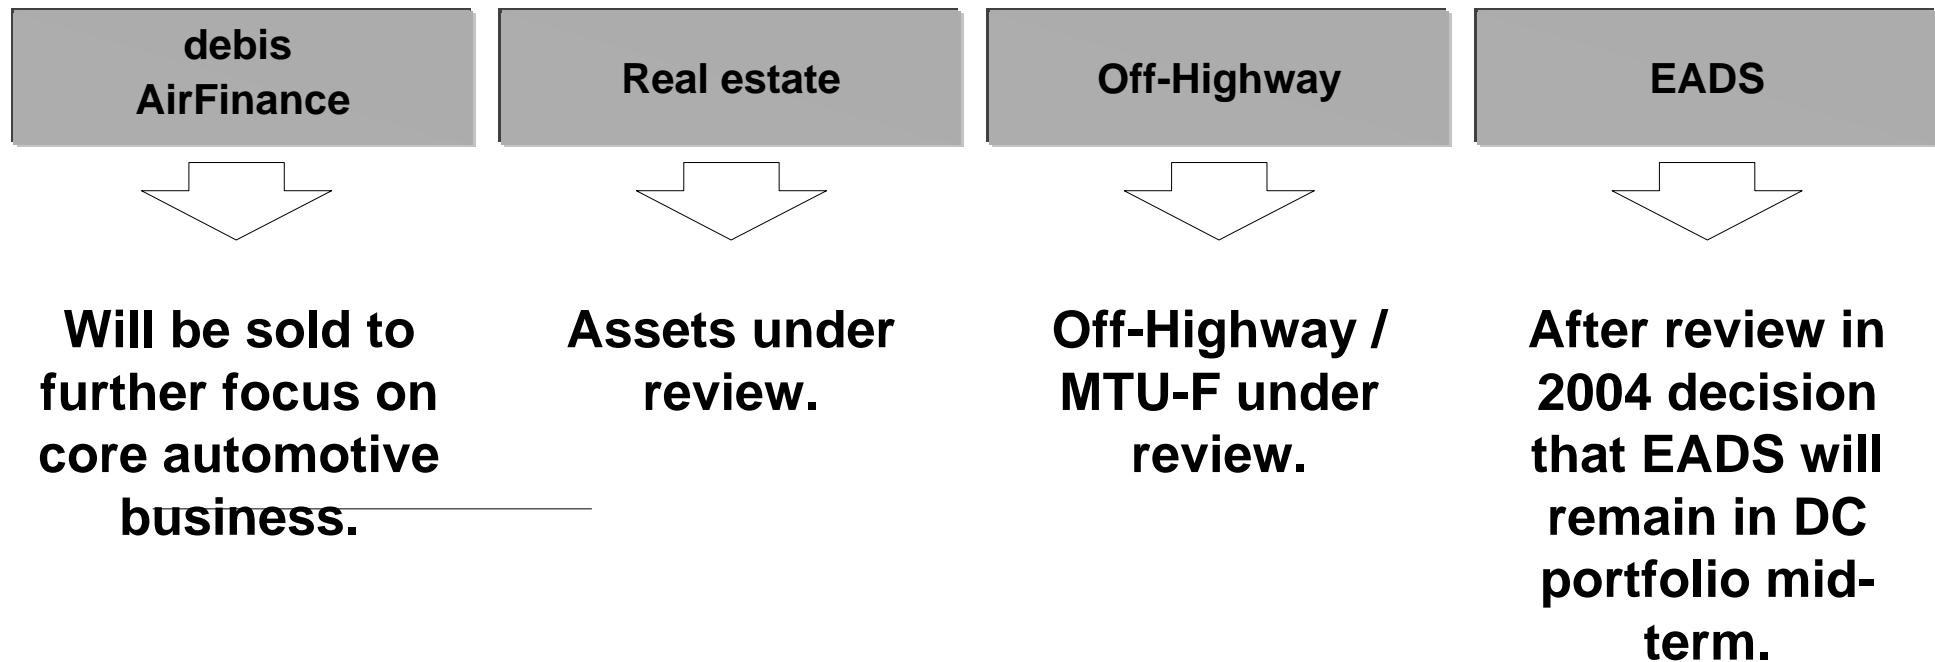 debis
AirFinance
Real estate
Off-Highway
EADS
Will be sold to
further focus on
core automotive
business.
Assets under
review.
Off-Highway /
MTU-F under
review.
After review in
2004 decision
that EADS will
remain in DC
portfolio mid-
term.